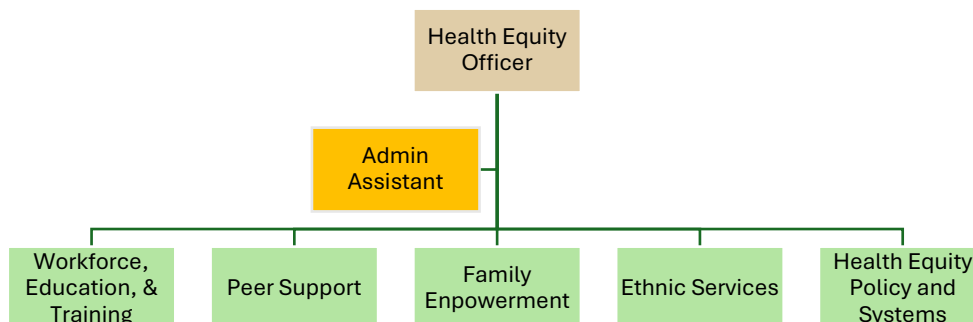 Health Equity
Officer
Admin
Assistant
Workforce,
Education, &
Training
Peer Support
Family
Enpowerment
Ethnic Services
Health Equity
Policy and
Systems